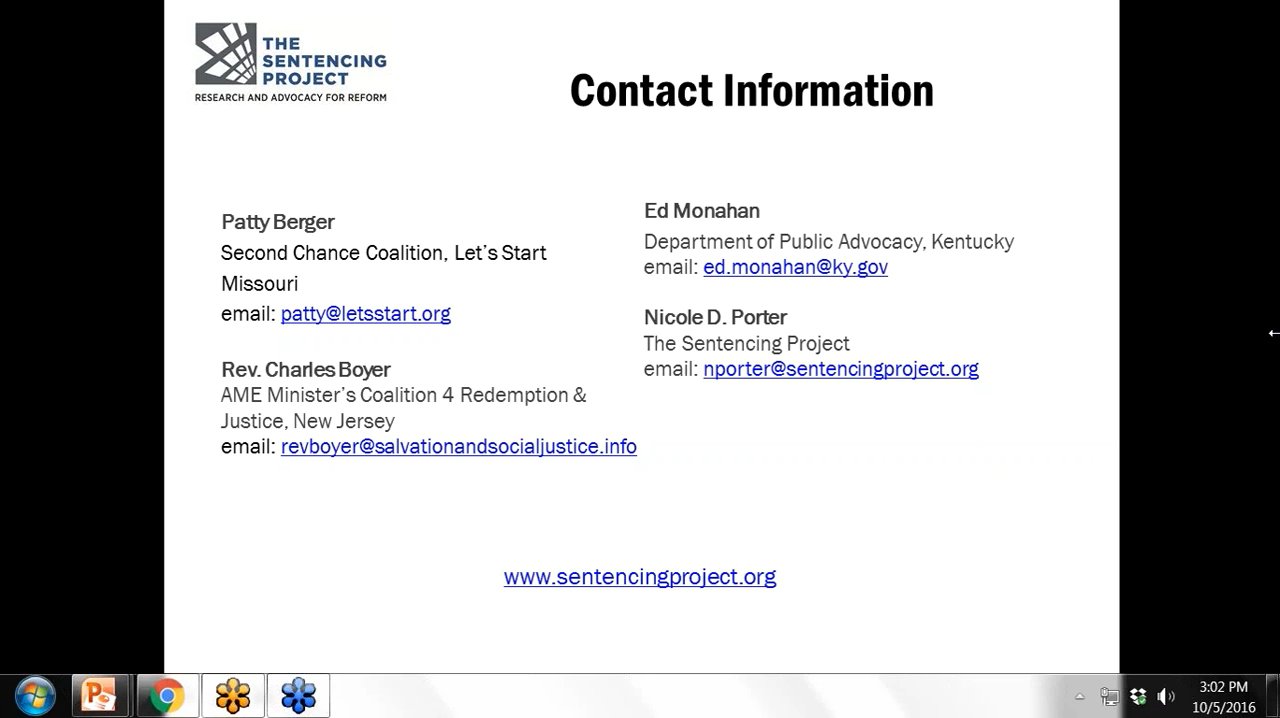 THE
SENTENCING
PROJECT
RESEARCH AND ADVOCACY FOR REFORM
Contact Information
Patty Berger
Second Chance Coalition, Let's Start
Missouri
email: patty@letsstart.org
Rev. Charles Boyer
AME Minister's Coalition 4 Redemption &
Justice, New Jersey
email: revboyer@salvationandsocialjustice.info
Ed Monahan
Department of Public Advocacy, Kentucky
email: ed.monahan@ky.gov
Nicole D. Porter
The Sentencing Project
email: nporter@sentencingproject.org
www.sentencingproject.org
3:02 PM
10/5/2016